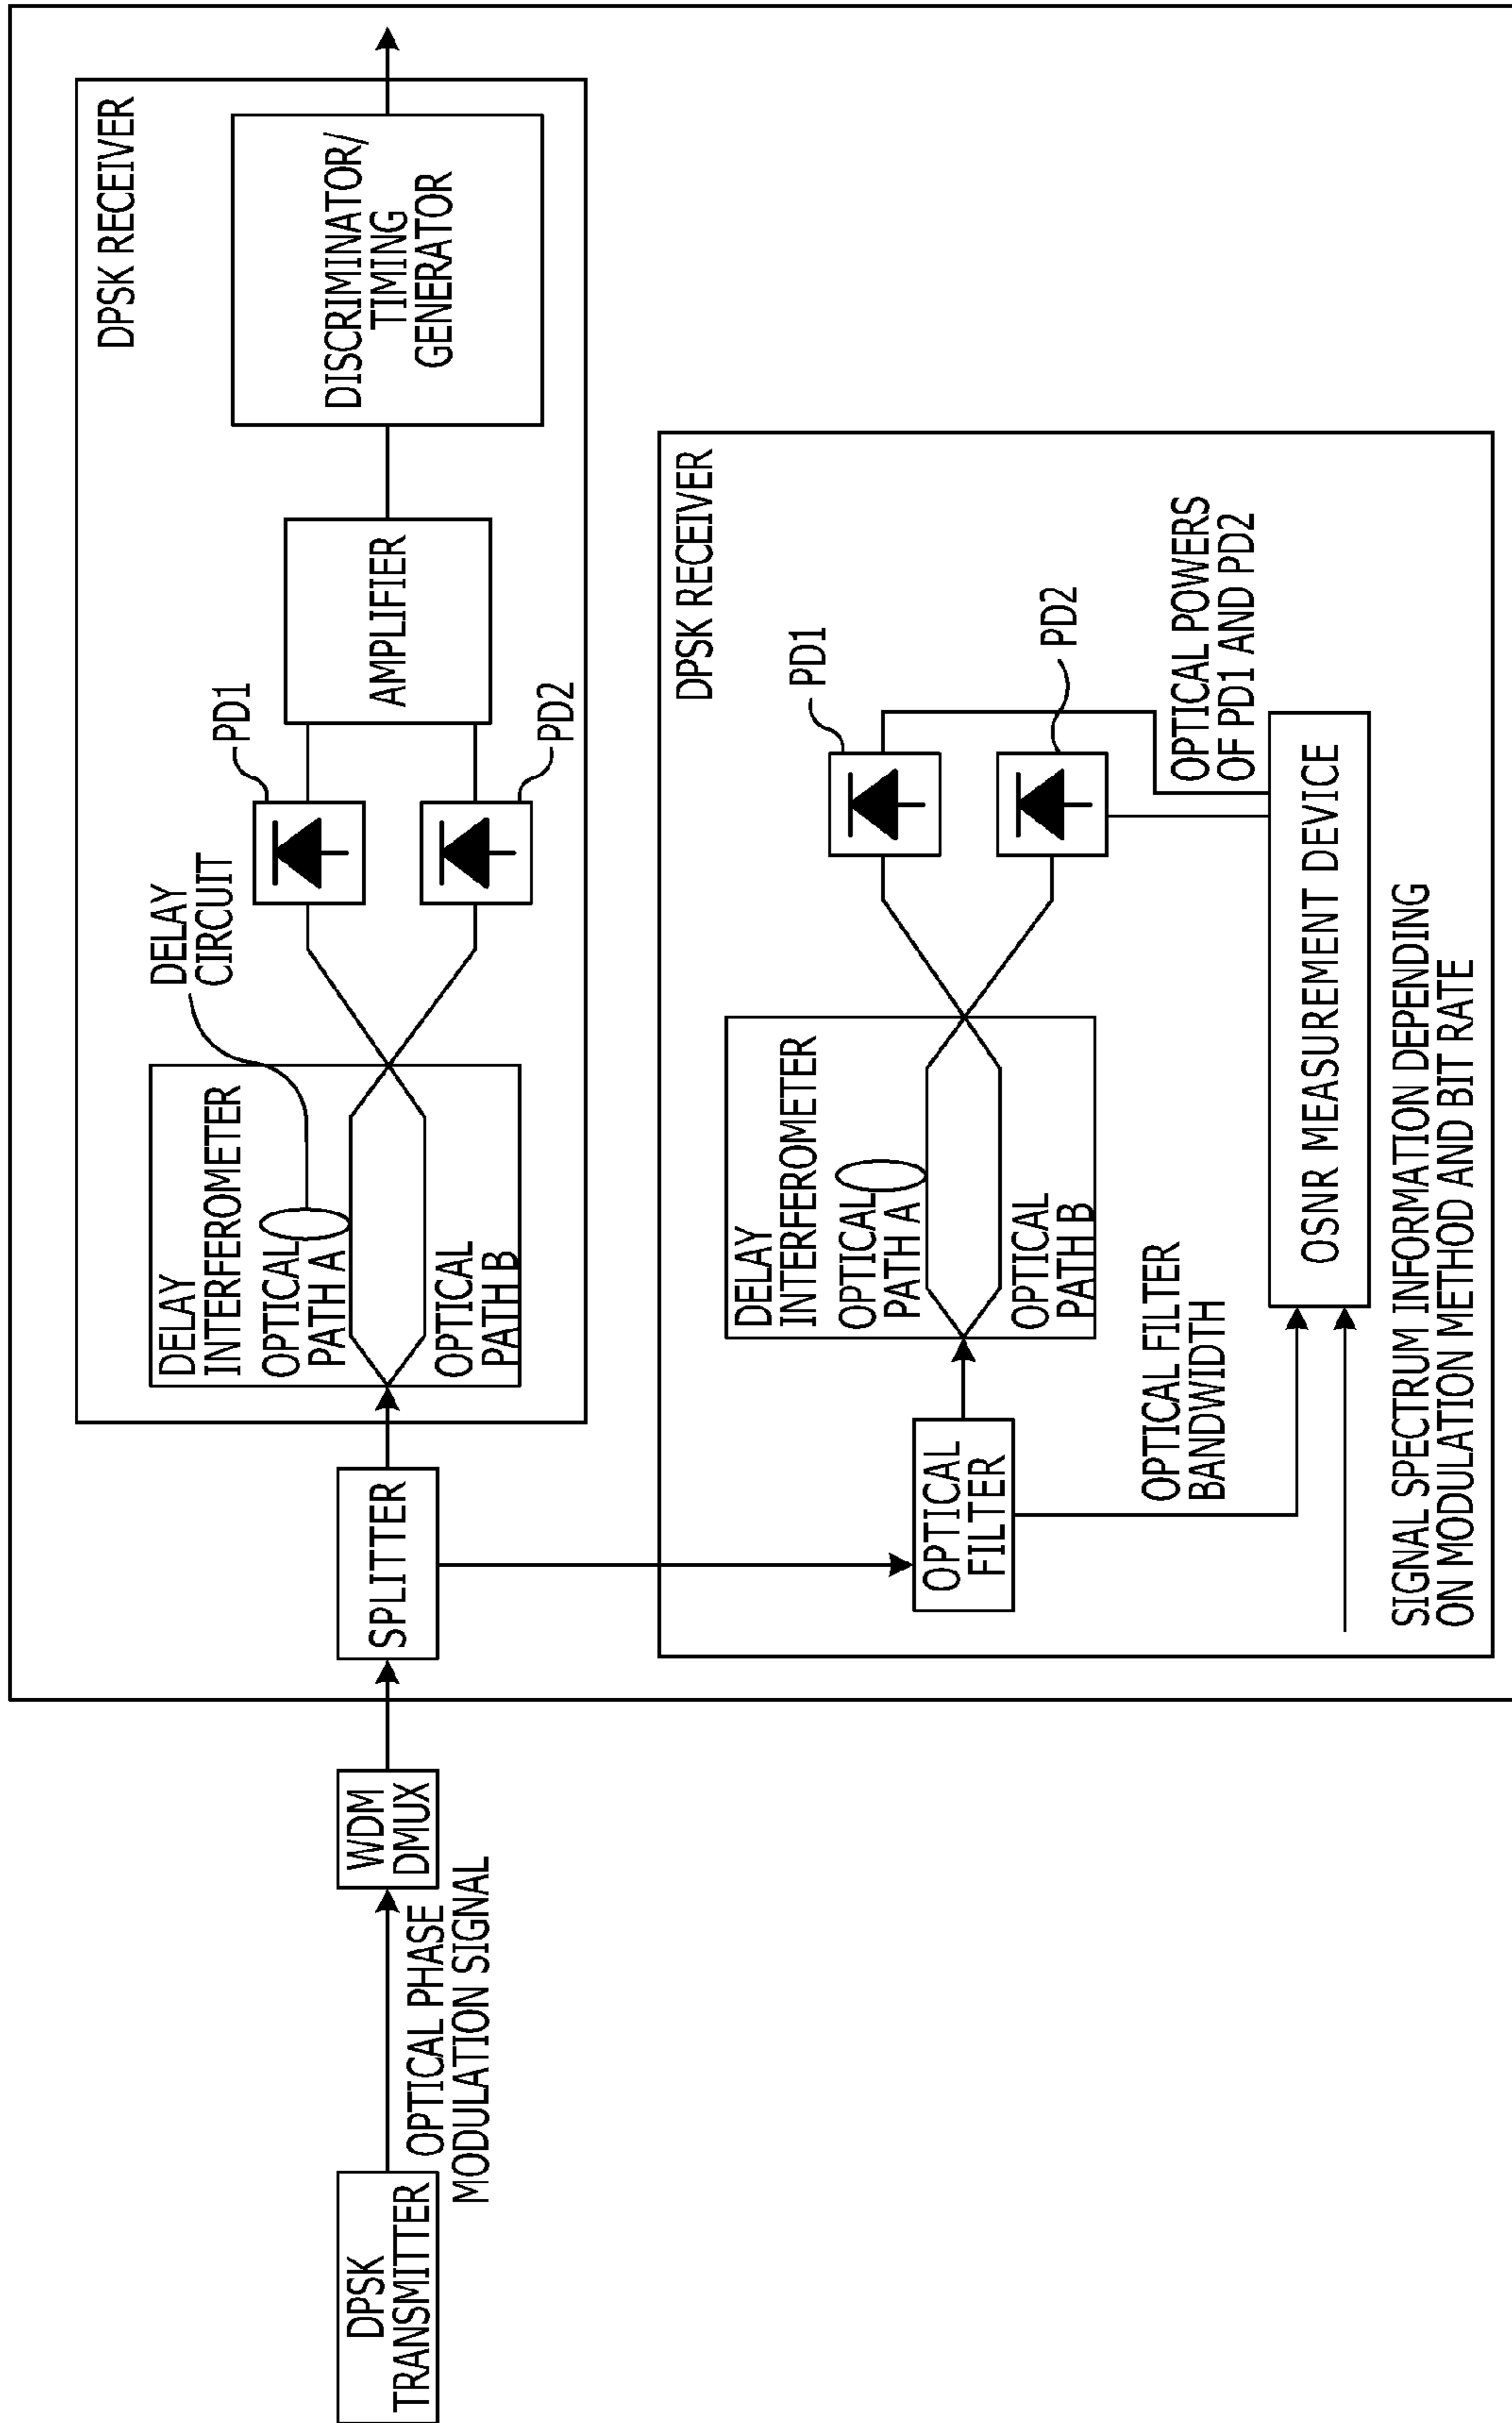 DPSK
TRANSMITTER
OPTICAL PHASE
MODULATION SIGNAL
WDM
DMUX
SPLITTER
DPSK RECEIVER
DELAY
INTERFEROMETER
OPTICAL
PATH A
OPTICAL
PATH B
DELAY
CIRCUIT
PD1
PD2
AMPLIFIER
DISCRIMINATOR/
TIMING
GENERATOR
DPSK RECEIVER
OPTICAL
FILTER
DELAY
INTERFEROMETER
OPTICAL
PATH A
OPTICAL
PATH B
PD1
PD2
OPTICAL POWERS
OF PD1 AND PD2
OPTICAL FILTER
BANDWIDTH
OSNR MEASUREMENT DEVICE
SIGNAL SPECTRUM INFORMATION DEPENDING
ON MODULATION METHOD AND BIT RATE